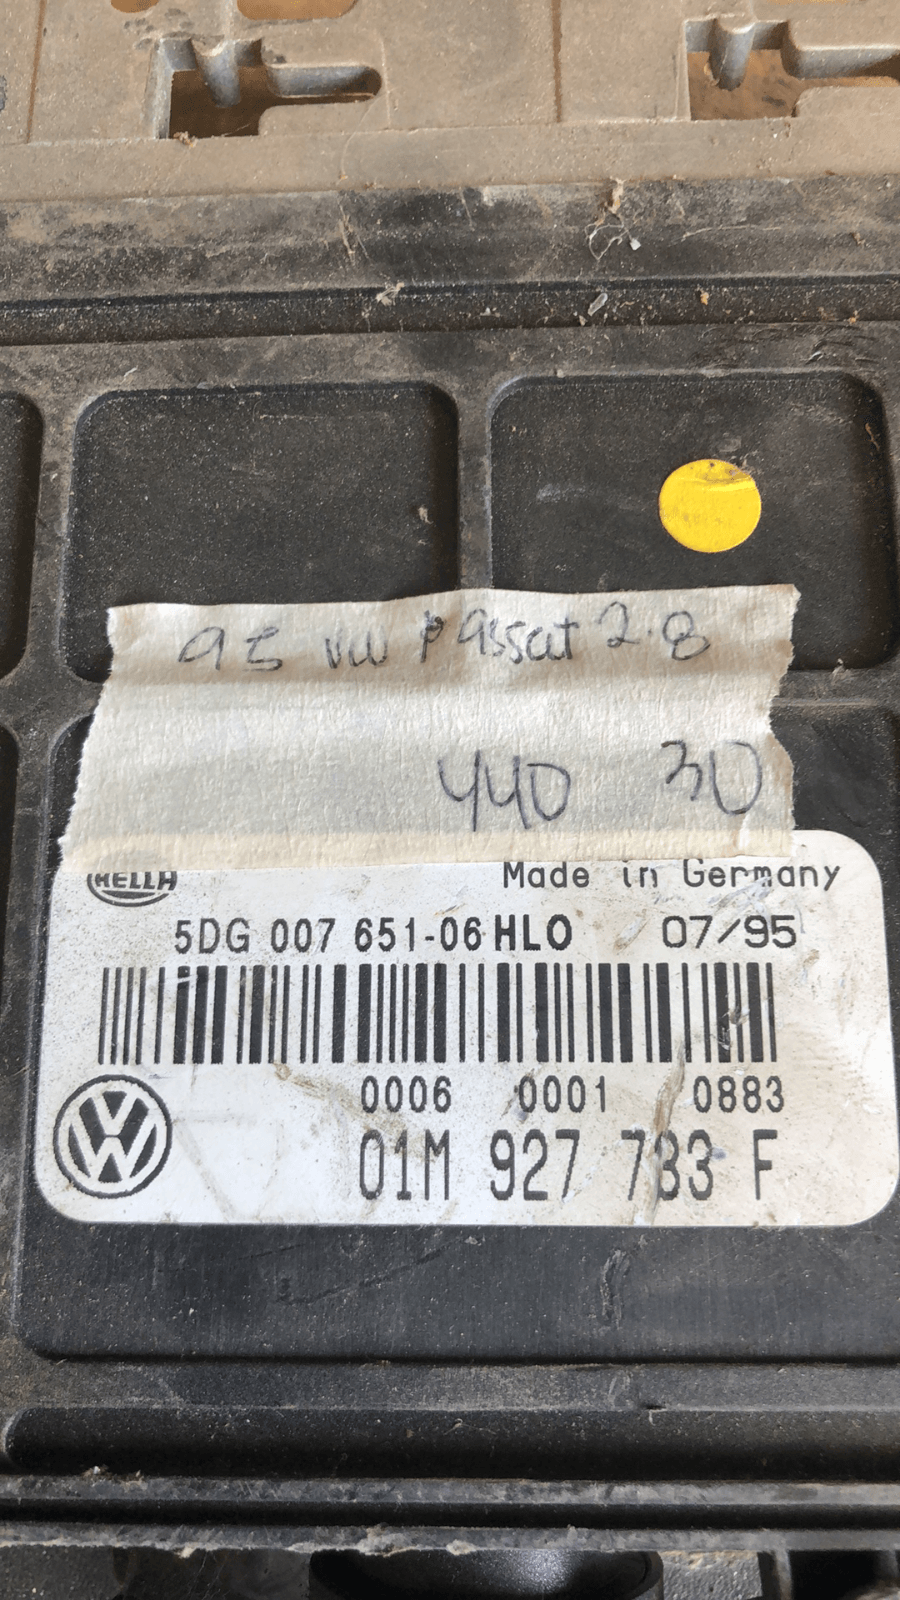 95 VW Passat 2.8
440 30
HELLA Made in Germany
5DG 007 651-06 HLO 07/95
0006 0001 0883
01M 927 733 F